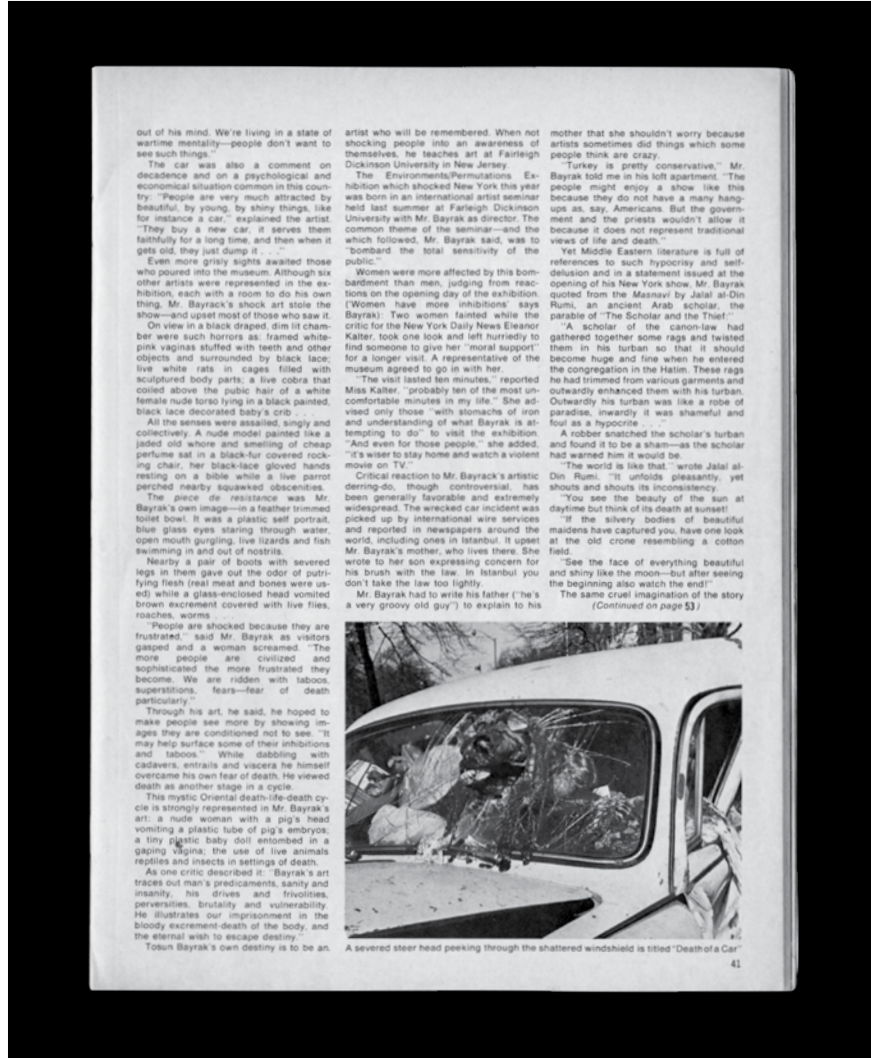 out of his mind. We're living in a state of
wartime mentality—people don't want to
see such things."
The car was also a comment on
decadence and on a psychological and
economical situation common in this coun-
try: "People are very much attracted by
beautiful, by young, by shiny things, like
for instance a car," explained the artist.
"They buy a new car, it serves them
faithfully for a long time, and then when it
gets old, they just dump it . . ."
Even more grisly sights awaited those
who poured into the museum. Although six
other artists were represented in the ex-
hibition, each with a room to do his own
thing, Mr. Bayrack's shock art stole the
show—and upset most of those who saw it.
On view in a black draped, dim lit cham-
ber were such horrors as: framed white-
pink vaginas stuffed with teeth and other
objects and surrounded by black lace;
live white rats in cages filled with
sculptured body parts; a live cobra that
coiled above the pubic hair of a white
female nude torso lying in a black painted,
black lace decorated baby's crib . . .
All the senses were assailed, singly and
collectively. A nude model painted like a
jaded old whore and smelling of cheap
perfume sat in a black-fur covered rock-
ing chair, her black-lace gloved hands
resting on a bible while a live parrot
perched nearby squawked obscenities.
The piece de resistance was Mr.
Bayrak's own image—in a feather trimmed
toilet bowl. It was a plastic self portrait,
blue glass eyes staring through water,
open mouth gurgling, live lizards and fish
swimming in and out of nostrils.
Nearby a pair of boots with severed
legs in them gave out the odor of putri-
fying flesh (real meat and bones were us-
ed) while a glass-enclosed head vomited
brown excrement covered with live flies,
roaches, worms . . .
"People are shocked because they are
frustrated," said Mr. Bayrak as visitors
gasped and a woman screamed. "The
more people are civilized and
sophisticated the more frustrated they
become. We are ridden with taboos,
superstitions, fears—fear of death
particularly."
Through his art, he said, he hoped to
make people see more by showing im-
ages they are conditioned not to see. "It
may help surface some of their inhibitions
and taboos." While dabbling with
cadavers, entrails and viscera he himself
overcame his own fear of death. He viewed
death as another stage in a cycle.
This mystic Oriental death-life-death cy-
cle is strongly represented in Mr. Bayrak's
art: a nude woman with a pig's head
vomiting a plastic tube of pig's embryos;
a tiny plastic baby doll entombed in a
gaping vagina; the use of live animals
reptiles and insects in settings of death.
As one critic described it: "Bayrak's art
traces out man's predicaments, sanity and
insanity, his drives and frivolities,
perversities, brutality and vulnerability.
He illustrates our imprisonment in the
bloody excrement-death of the body, and
the eternal wish to escape destiny."
Tosun Bayrak's own destiny is to be an
artist who will be remembered. When not
shocking people into an awareness of
themselves, he teaches art at Fairleigh
Dickinson University in New Jersey.
The Environments/Permutations Ex-
hibition which shocked New York this year
was born in an international artist seminar
held last summer at Farleigh Dickinson
University with Mr. Bayrak as director. The
common theme of the seminar—and the
which followed, Mr. Bayrak said, was to
"bombard the total sensitivity of the
public."
Women were more affected by this bom-
bardment than men, judging from reac-
tions on the opening day of the exhibition.
('Women have more inhibitions' says
Bayrak): Two women fainted while the
critic for the New York Daily News Eleanor
Kalter, took one look and left hurriedly to
find someone to give her "moral support"
for a longer visit. A representative of the
museum agreed to go in with her.
"The visit lasted ten minutes," reported
Miss Kalter, "probably ten of the most un-
comfortable minutes in my life." She ad-
vised only those "with stomachs of iron
and understanding of what Bayrak is at-
tempting to do" to visit the exhibition.
"And even for those people," she added,
"it's wiser to stay home and watch a violent
movie on TV."
Critical reaction to Mr. Bayrack's artistic
derring-do, though controversial, has
been generally favorable and extremely
widespread. The wrecked car incident was
picked up by international wire services
and reported in newspapers around the
world, including ones in Istanbul. It upset
Mr. Bayrak's mother, who lives there. She
wrote to her son expressing concern for
his brush with the law. In Istanbul you
don't take the law too lightly.
Mr. Bayrak had to write his father ("he's
a very groovy old guy") to explain to his
mother that she shouldn't worry because
artists sometimes did things which some
people think are crazy.
"Turkey is pretty conservative," Mr.
Bayrak told me in his loft apartment. "The
people might enjoy a show like this
because they do not have a many hang-
ups as, say, Americans. But the govern-
ment and the priests wouldn't allow it
because it does not represent traditional
views of life and death."
Yet Middle Eastern literature is full of
references to such hypocrisy and self-
delusion and in a statement issued at the
opening of his New York show, Mr. Bayrak
quoted from the Masnavi by Jalal al-Din
Rumi, an ancient Arab scholar, the
parable of "The Scholar and the Thief:"
"A scholar of the canon-law had
gathered together some rags and twisted
them in his turban so that it should
become huge and fine when he entered
the congregation in the Hatim. These rags
he had trimmed from various garments and
outwardly enhanced them with his turban.
Outwardly his turban was like a robe of
paradise, inwardly it was shameful and
foul as a hypocrite . . ."
A robber snatched the scholar's turban
and found it to be a sham—as the scholar
had warned him it would be.
"The world is like that," wrote Jalal al-
Din Rumi. "It unfolds pleasantly, yet
shouts and shouts its inconsistency.
"You see the beauty of the sun at
daytime but think of its death at sunset!
"If the silvery bodies of beautiful
maidens have captured you, have one look
at the old crone resembling a cotton
field.
"See the face of everything beautiful
and shiny like the moon—but after seeing
the beginning also watch the end!"
The same cruel imagination of the story
(Continued on page 53)
A severed steer head peeking through the shattered windshield is titled "Death of a Car"
41